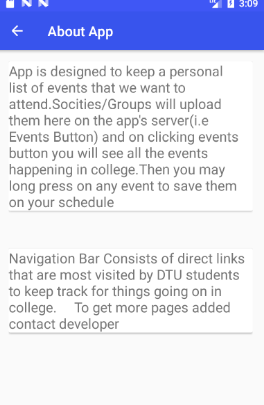 3:09
About App
App is designed to keep a personal
list of events that we want to
attend.Socities/Groups will upload
them here on the app's server(i.e
Events Button) and on clicking events
button you will see all the events
happening in college.Then you may
long press on any event to save them
on your schedule
Navigation Bar Consists of direct links
that are most visited by DTU students
to keep track for things going on in
college. To get more pages added
contact developer